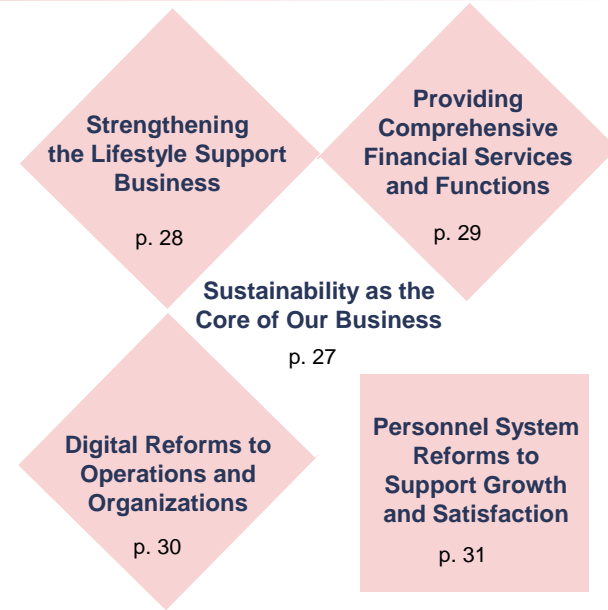 Strengthening
the Lifestyle Support
Business
p. 28
Providing
Comprehensive
Financial Services
and Functions
p. 29
Sustainability as the
Core of Our Business
p. 27
Digital Reforms to
Operations and
Organizations
p. 30
Personnel System
Reforms to
Support Growth
and Satisfaction
p. 31